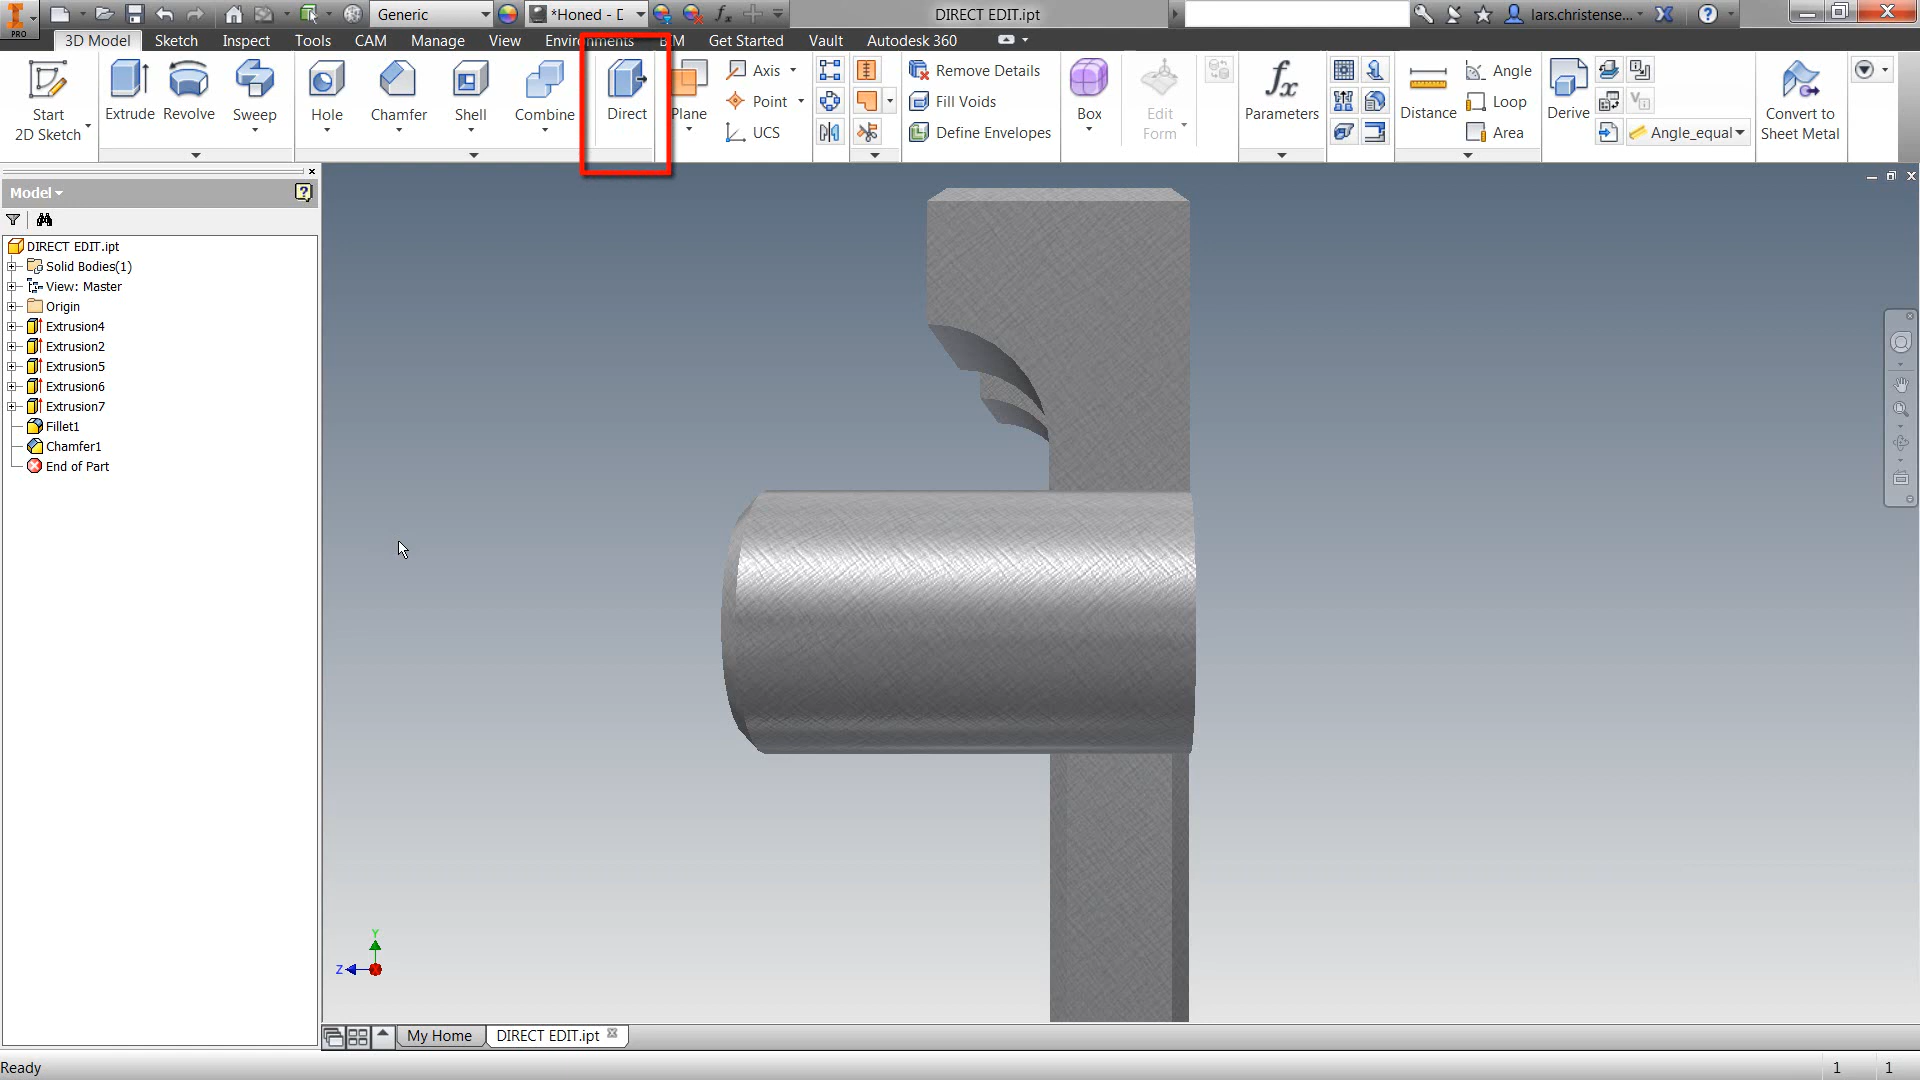 PRO
Generic
*Honed - D
fx
DIRECT EDIT.ipt
lars.christense...
3D Model Sketch Inspect Tools CAM Manage View Environments BIM Get Started Vault Autodesk 360
Start
2D Sketch
Extrude
Revolve
Sweep
Hole
Chamfer
Shell
Combine
Direct
Plane
Axis
Point
UCS
Remove Details
Fill Voids
Define Envelopes
Box
Edit
Form
fx
Parameters
Distance
Angle
Loop
Area
Derive
Angle_equal
Convert to
Sheet Metal
Model
DIRECT EDIT.ipt
Solid Bodies(1)
View: Master
Origin
Extrusion4
Extrusion2
Extrusion5
Extrusion6
Extrusion7
Fillet1
Chamfer1
End of Part
Y
Z
My Home
DIRECT EDIT.ipt
Ready
1 1